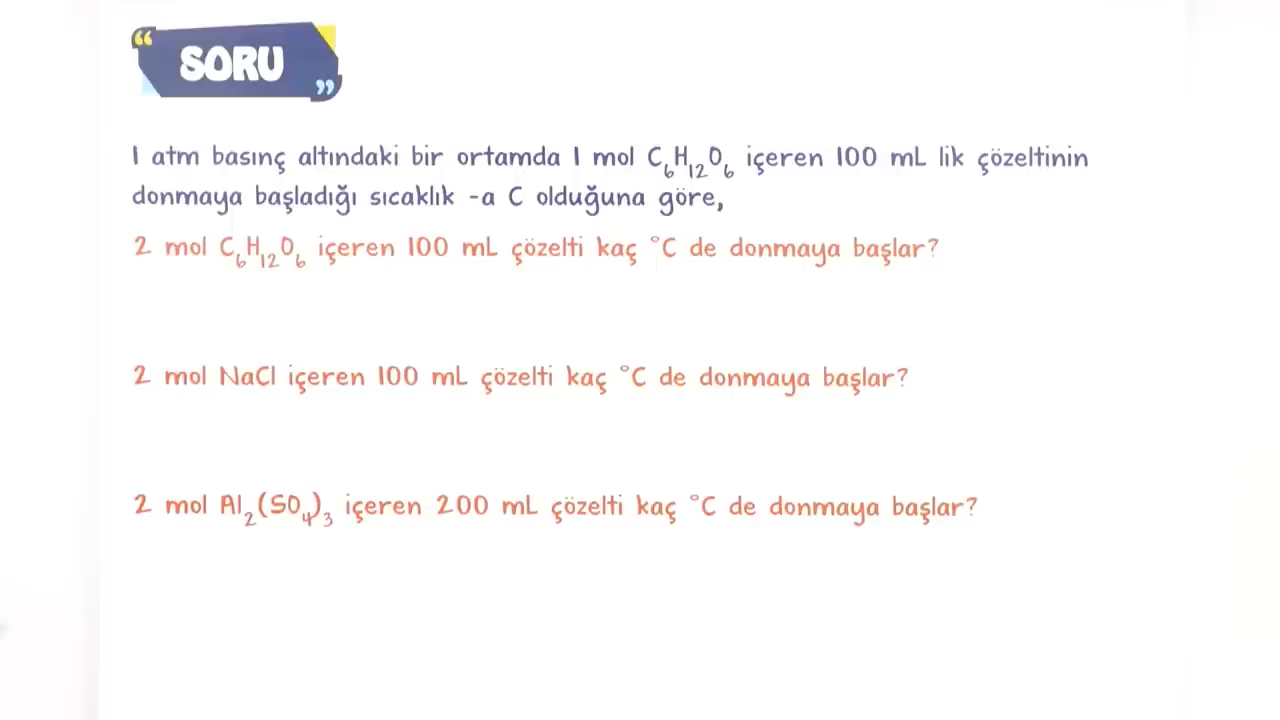 SORU
1 atm basınç altındaki bir ortamda 1 mol C₆H₁₂O₆ içeren 100 mL lik çözeltinin
donmaya başladığı sıcaklık -a C olduğuna göre,
2 mol C₆H₁₂O₆ içeren 100 mL çözelti kaç °C de donmaya başlar?
2 mol NaCl içeren 100 mL çözelti kaç °C de donmaya başlar?
2 mol Al₂(SO₄)₃ içeren 200 mL çözelti kaç °C de donmaya başlar?